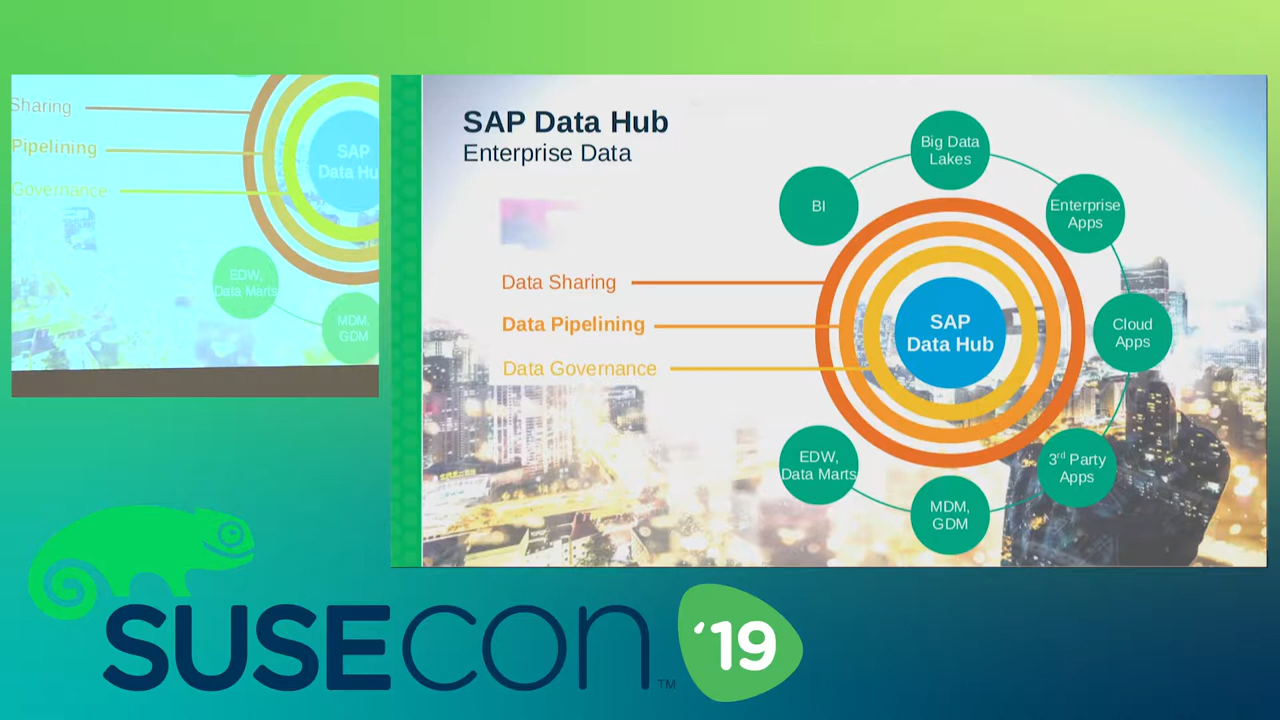 Sharing
Pipelining
Governance
SAP
Data Hu
EDW,
Data Marts
MDM,
GDM
SAP Data Hub
Enterprise Data
Data Sharing
Data Pipelining
Data Governance
SAP
Data Hub
Big Data
Lakes
BI
Enterprise
Apps
Cloud
Apps
3rd Party
Apps
EDW,
Data Marts
MDM,
GDM
SUSECON ™
'19